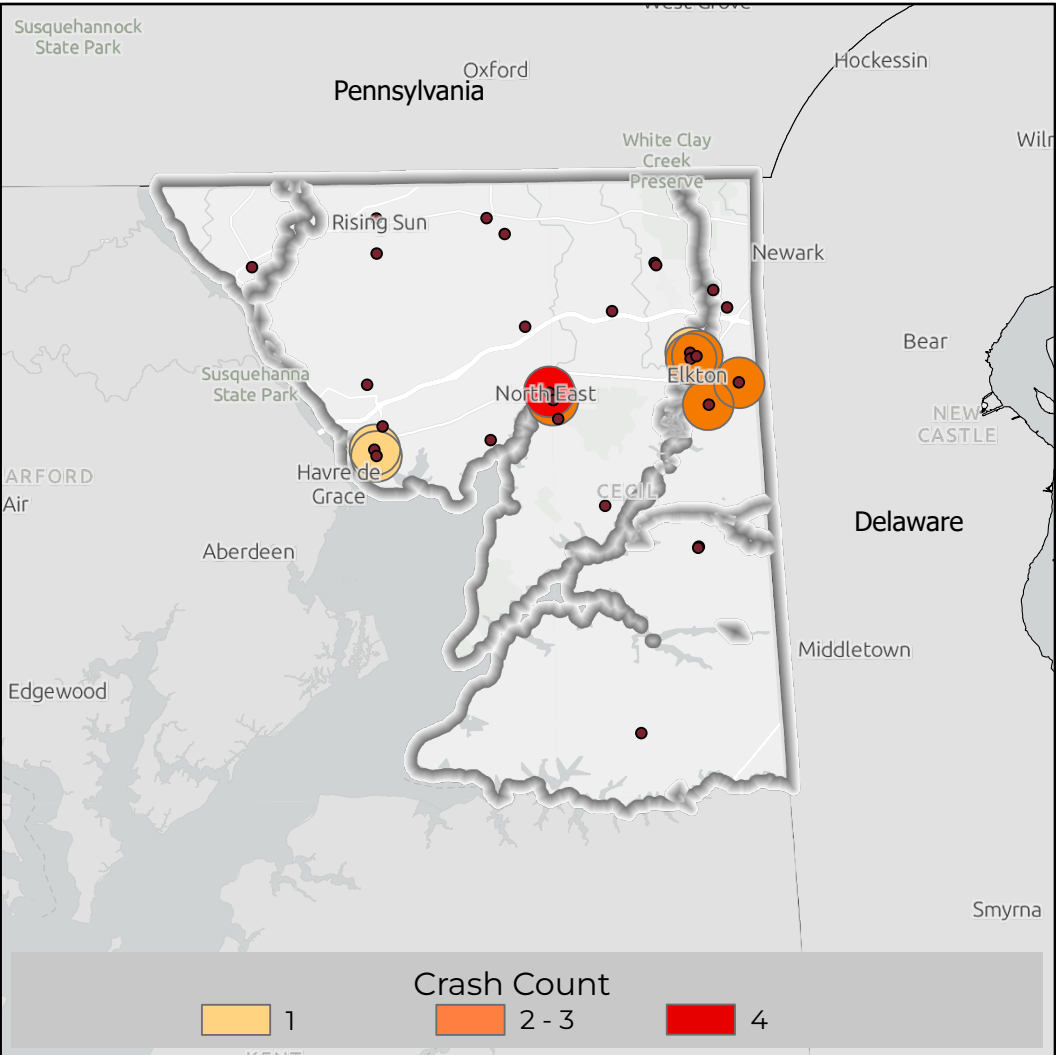 West Grove
Susquehannock
State Park
Hockessin
Oxford
Pennsylvania
White Clay
Creek
Preserve
Rising Sun
Newark
Bear
Susquehanna
State Park
Elkton
North East
NEW
CASTLE
Havre de
Grace
ARFORD
Air
CECIL
Delaware
Aberdeen
Middletown
Edgewood
Smyrna
Crash Count
1
2 - 3
4
KENT